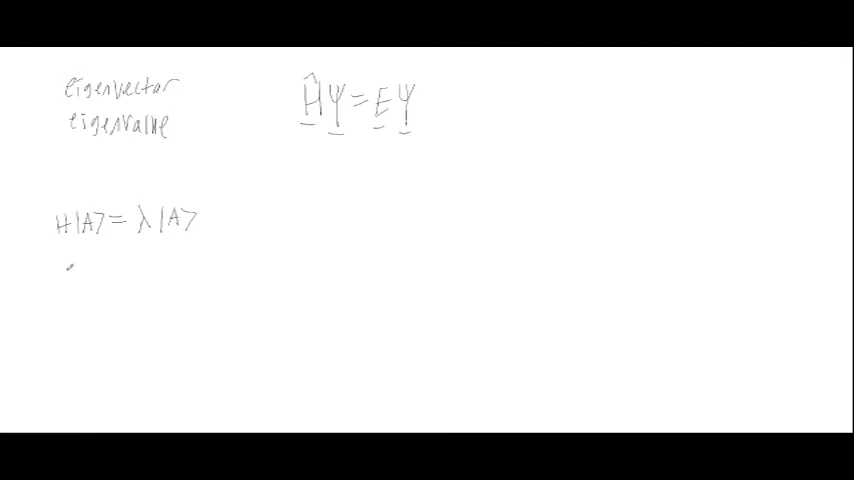 eigenvector
eigenvalue
ĤΨ=EΨ
H|A⟩=λ|A⟩